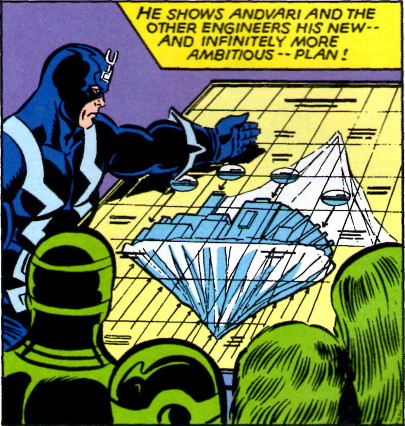 HE SHOWS ANDVARI AND THE
OTHER ENGINEERS HIS NEW--
AND INFINITELY MORE
AMBITIOUS--PLAN!